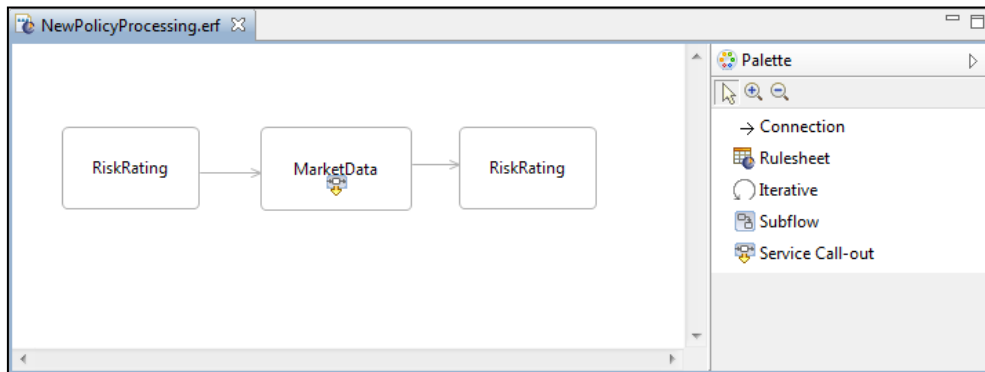 NewPolicyProcessing.erf
Palette
RiskRating
MarketData
RiskRating
Connection
Rulesheet
Iterative
Subflow
Service Call-out